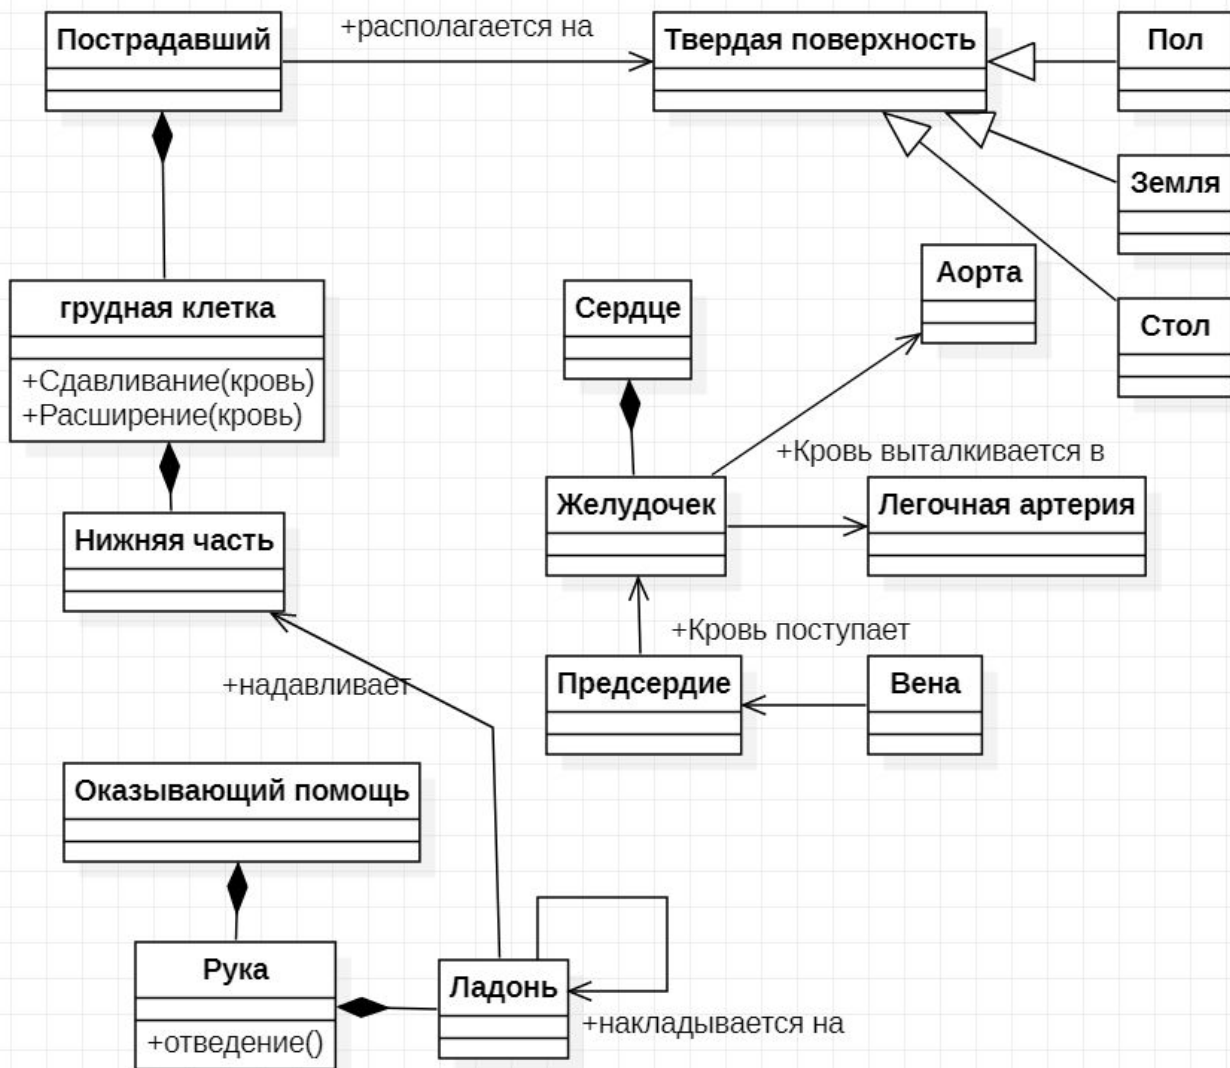 +располагается на
Пострадавший
Твердая поверхность
Пол
Земля
Аорта
грудная клетка
Сердце
Стол
+Сдавливание(кровь)
+Расширение(кровь)
+Кровь выталкивается в
Желудочек
Легочная артерия
Нижняя часть
+Кровь поступает
+надавливает
Предсердие
Вена
Оказывающий помощь
Рука
Ладонь
+накладывается на
+отведение()